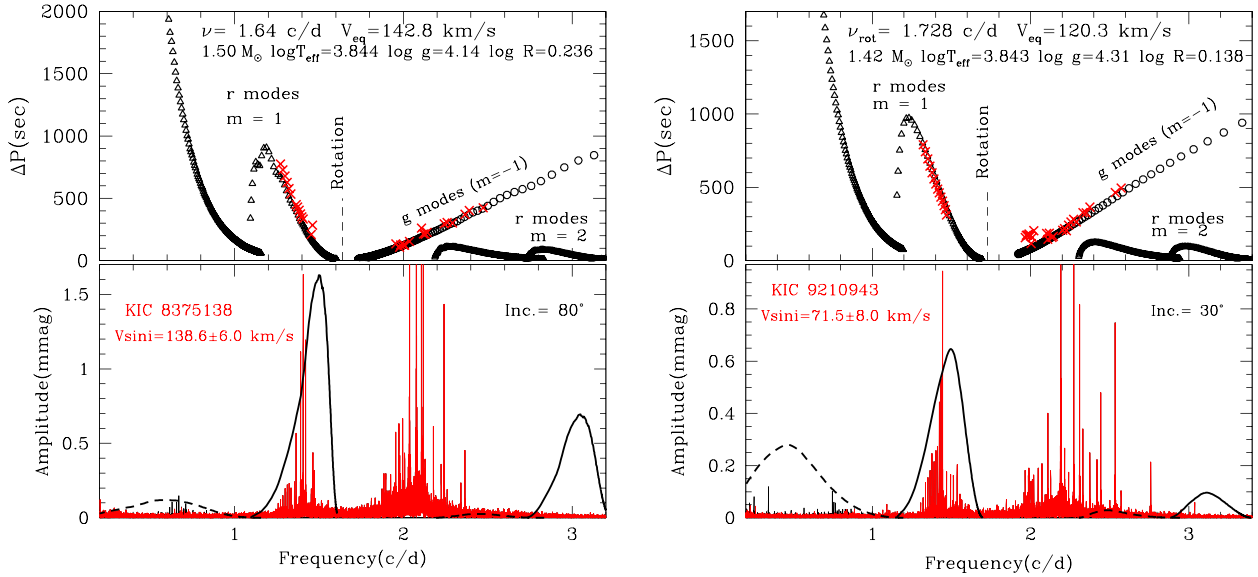 2000
1500
1000
500
0
ΔP(sec)
ν= 1.64 c/d V_eq=142.8 km/s
1.50 M_⊙ logT_eff=3.844 log g=4.14 log R=0.236
r modes
m = 1
Rotation
g modes (m=−1)
r modes
m = 2
1.5
1
0.5
0
Amplitude(mmag)
KIC 8375138
Vsini=138.6±6.0 km/s
Inc.= 80°
1
2
3
Frequency(c/d)
1500
1000
500
0
ΔP(sec)
ν_rot= 1.728 c/d V_eq=120.3 km/s
1.42 M_⊙ logT_eff=3.843 log g=4.31 log R=0.138
r modes
m = 1
Rotation
g modes (m=−1)
r modes
m = 2
0.8
0.6
0.4
0.2
0
Amplitude(mmag)
KIC 9210943
Vsini=71.5±8.0 km/s
Inc.= 30°
1
2
3
Frequency(c/d)